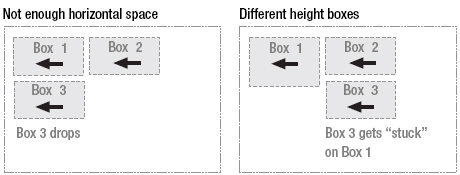 Not enough horizontal space
Box 1
Box 2
Box 3
Box 3 drops
Different height boxes
Box 1
Box 2
Box 3
Box 3 gets “stuck”
on Box 1